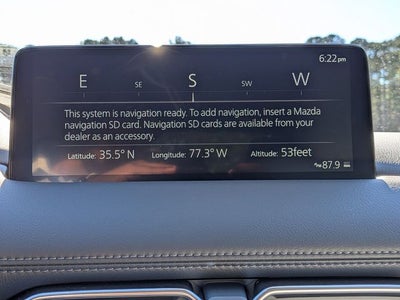 6:22pm
E SE S SW W
This system is navigation ready. To add navigation, insert a Mazda
navigation SD card. Navigation SD cards are available from your
dealer as an accessory.
Latitude: 35.5° N Longitude: 77.3° W Altitude: 53feet
87.9